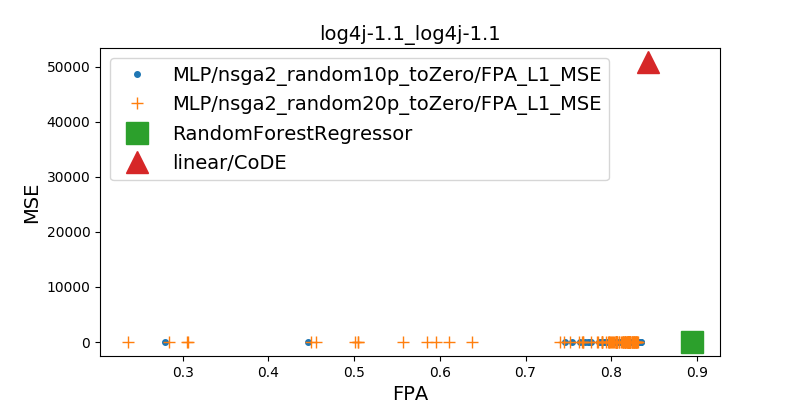 log4j-1.1_log4j-1.1
MLP/nsga2_random10p_toZero/FPA_L1_MSE
MLP/nsga2_random20p_toZero/FPA_L1_MSE
RandomForestRegressor
linear/CoDE
MSE
50000
40000
30000
20000
10000
0
0.3 0.4 0.5 0.6 0.7 0.8 0.9
FPA